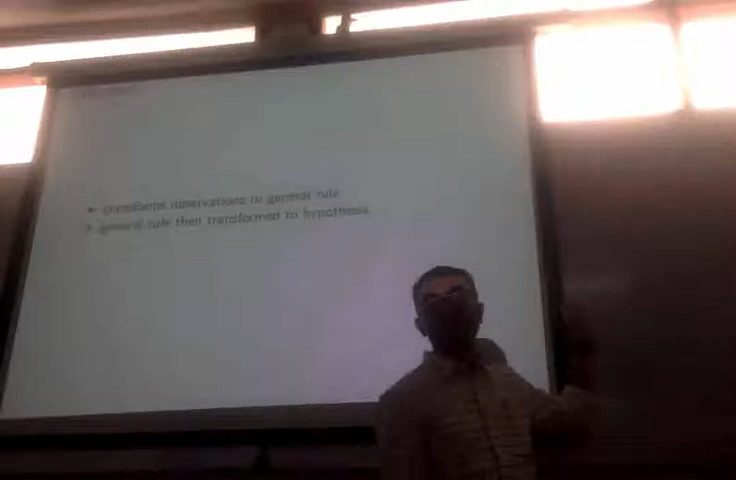 transforms observations to general rule
general rule then transformed to hypothesis